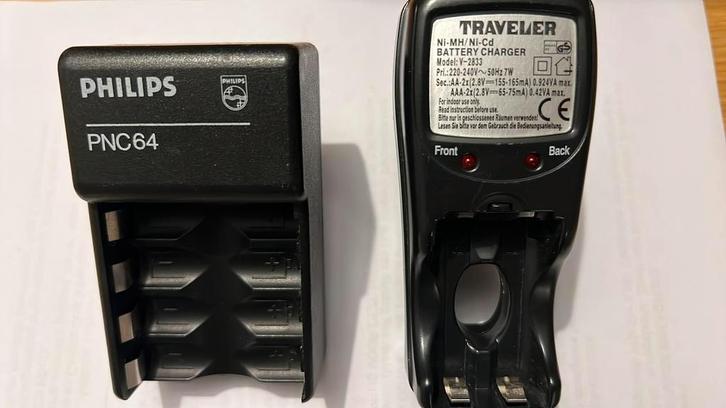 PHILIPS
PHILIPS
PNC64
TRAVELER
Ni-MH/Ni-Cd
BATTERY CHARGER
Model: V-2833
Pri.: 220-240V~50Hz 7W
Sec.: AA-2x(2.8V⎓155-165mA) 0.924VA max.
AAA-2x(2.8V⎓65-75mA) 0.42VA max.
For indoor use only.
Read instruction before use.
Bitte nur in geschlossenen Räumen verwenden!
Lesen Sie bitte vor dem Gebrauch die Bedienungsanleitung.
CE
GS
Front
Back